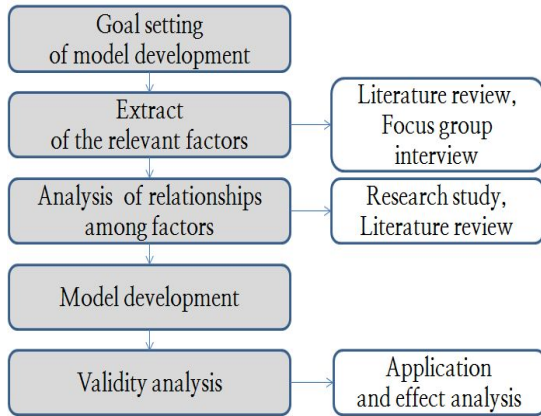 Goal setting
of model development
Extract
of the relevant factors
Literature review,
Focus group
interview
Analysis of relationships
among factors
Research study,
Literature review
Model development
Validity analysis
Application
and effect analysis